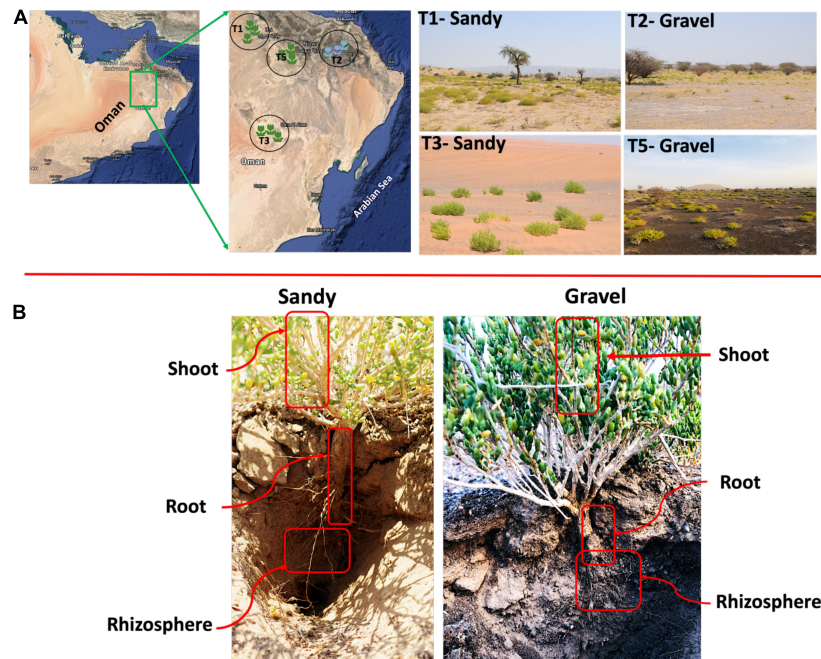 A
Oman
T1
T5
T2
T3
Oman
Arabian Sea
T1- Sandy
T2- Gravel
T3- Sandy
T5- Gravel
B
Sandy
Gravel
Shoot
Root
Rhizosphere
Shoot
Root
Rhizosphere